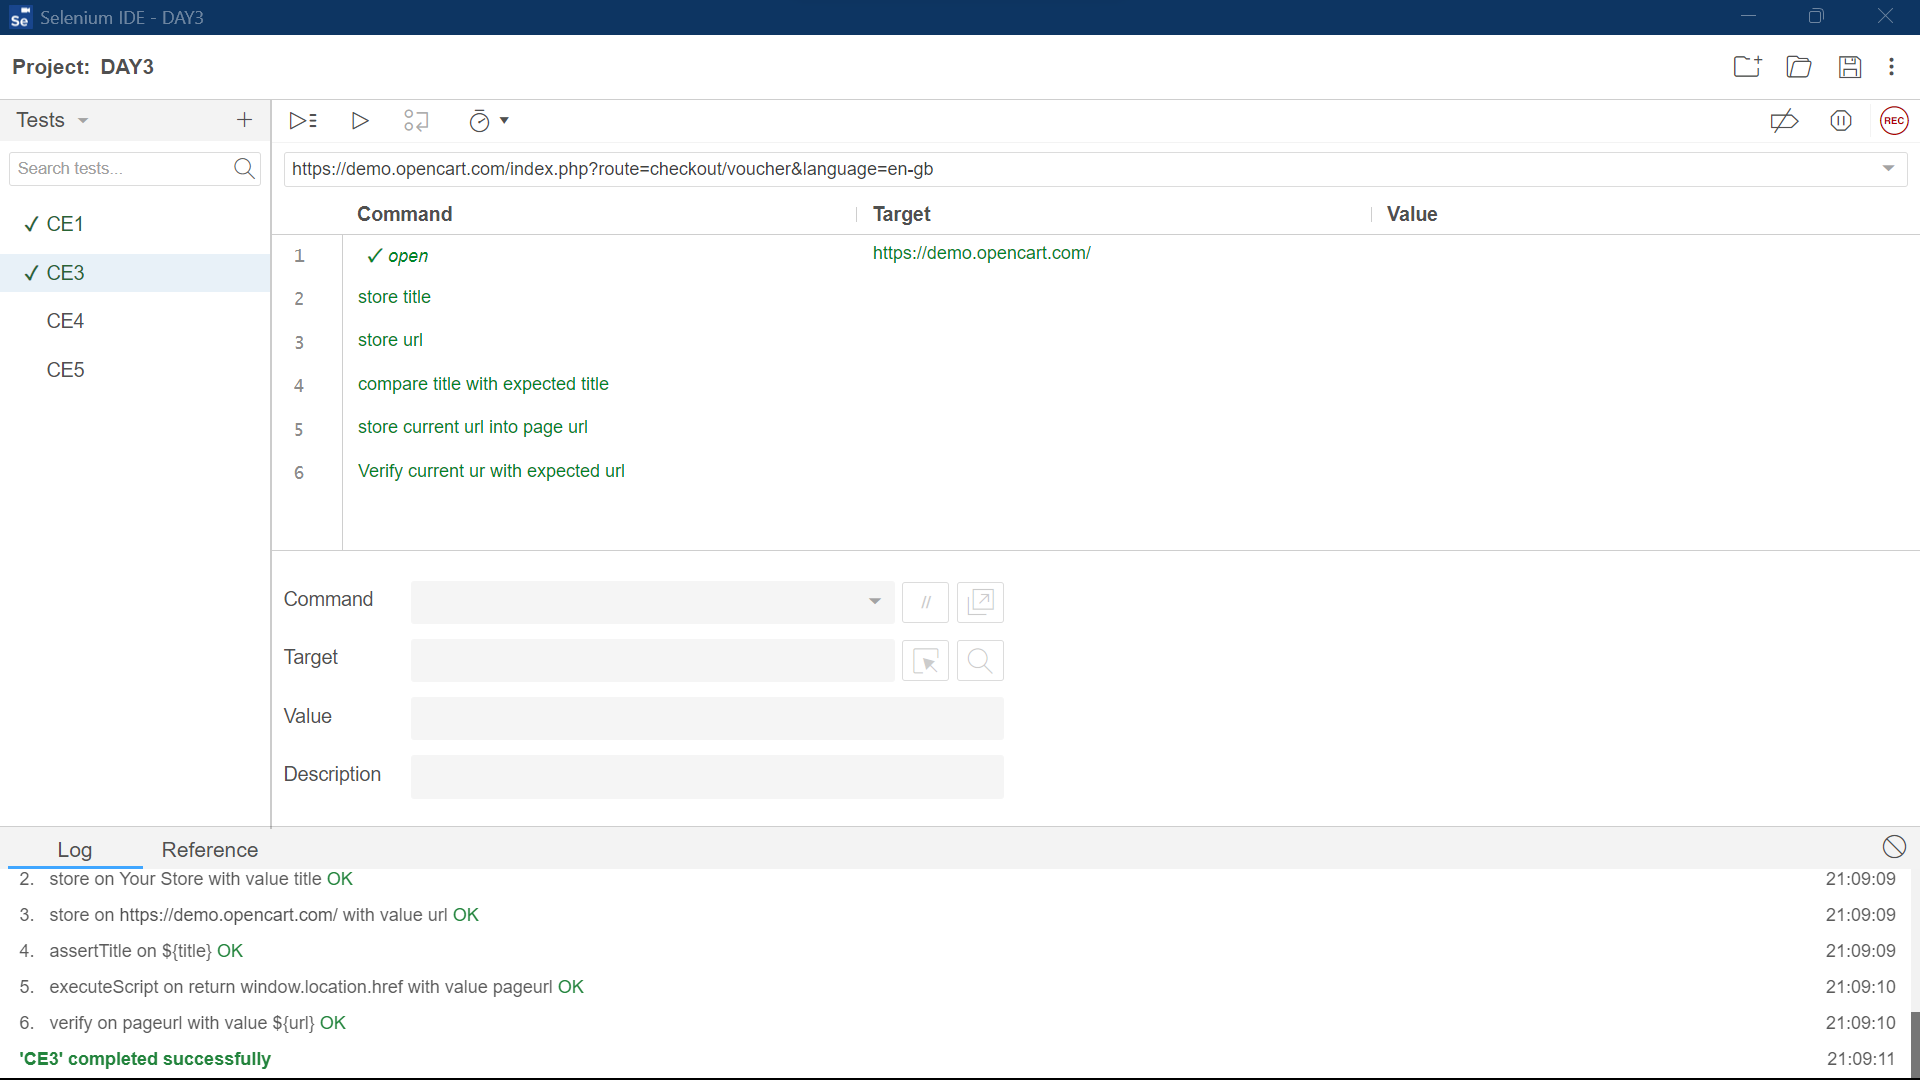 Se Selenium IDE - DAY3
Project: DAY3
Tests
Search tests...
✓ CE1
✓ CE3
CE4
CE5
REC
https://demo.opencart.com/index.php?route=checkout/voucher&language=en-gb
Command Target Value
1 ✓ open https://demo.opencart.com/
2 store title
3 store url
4 compare title with expected title
5 store current url into page url
6 Verify current ur with expected url
Command //
Target
Value
Description
Log Reference
2. store on Your Store with value title OK 21:09:09
3. store on https://demo.opencart.com/ with value url OK 21:09:09
4. assertTitle on ${title} OK 21:09:09
5. executeScript on return window.location.href with value pageurl OK 21:09:10
6. verify on pageurl with value ${url} OK 21:09:10
'CE3' completed successfully 21:09:11